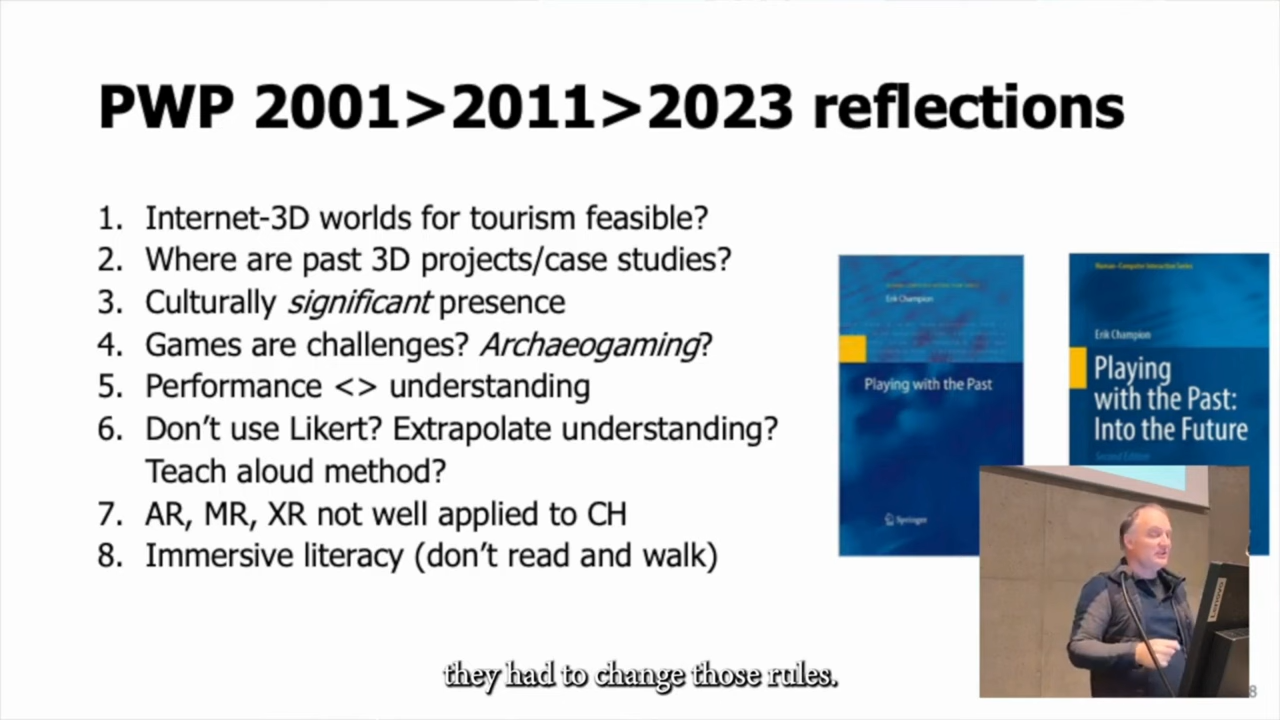 PWP 2001>2011>2023 reflections
1. Internet-3D worlds for tourism feasible?
2. Where are past 3D projects/case studies?
3. Culturally significant presence
4. Games are challenges? Archaeogaming?
5. Performance <> understanding
6. Don't use Likert? Extrapolate understanding?
Teach aloud method?
7. AR, MR, XR not well applied to CH
8. Immersive literacy (don't read and walk)
Erik Champion
Playing with the Past
Springer
Human-Computer Interaction Series
Erik Champion
Playing
with the Past:
Into the Future
Second Edition
Lenovo
they had to change those rules.
8